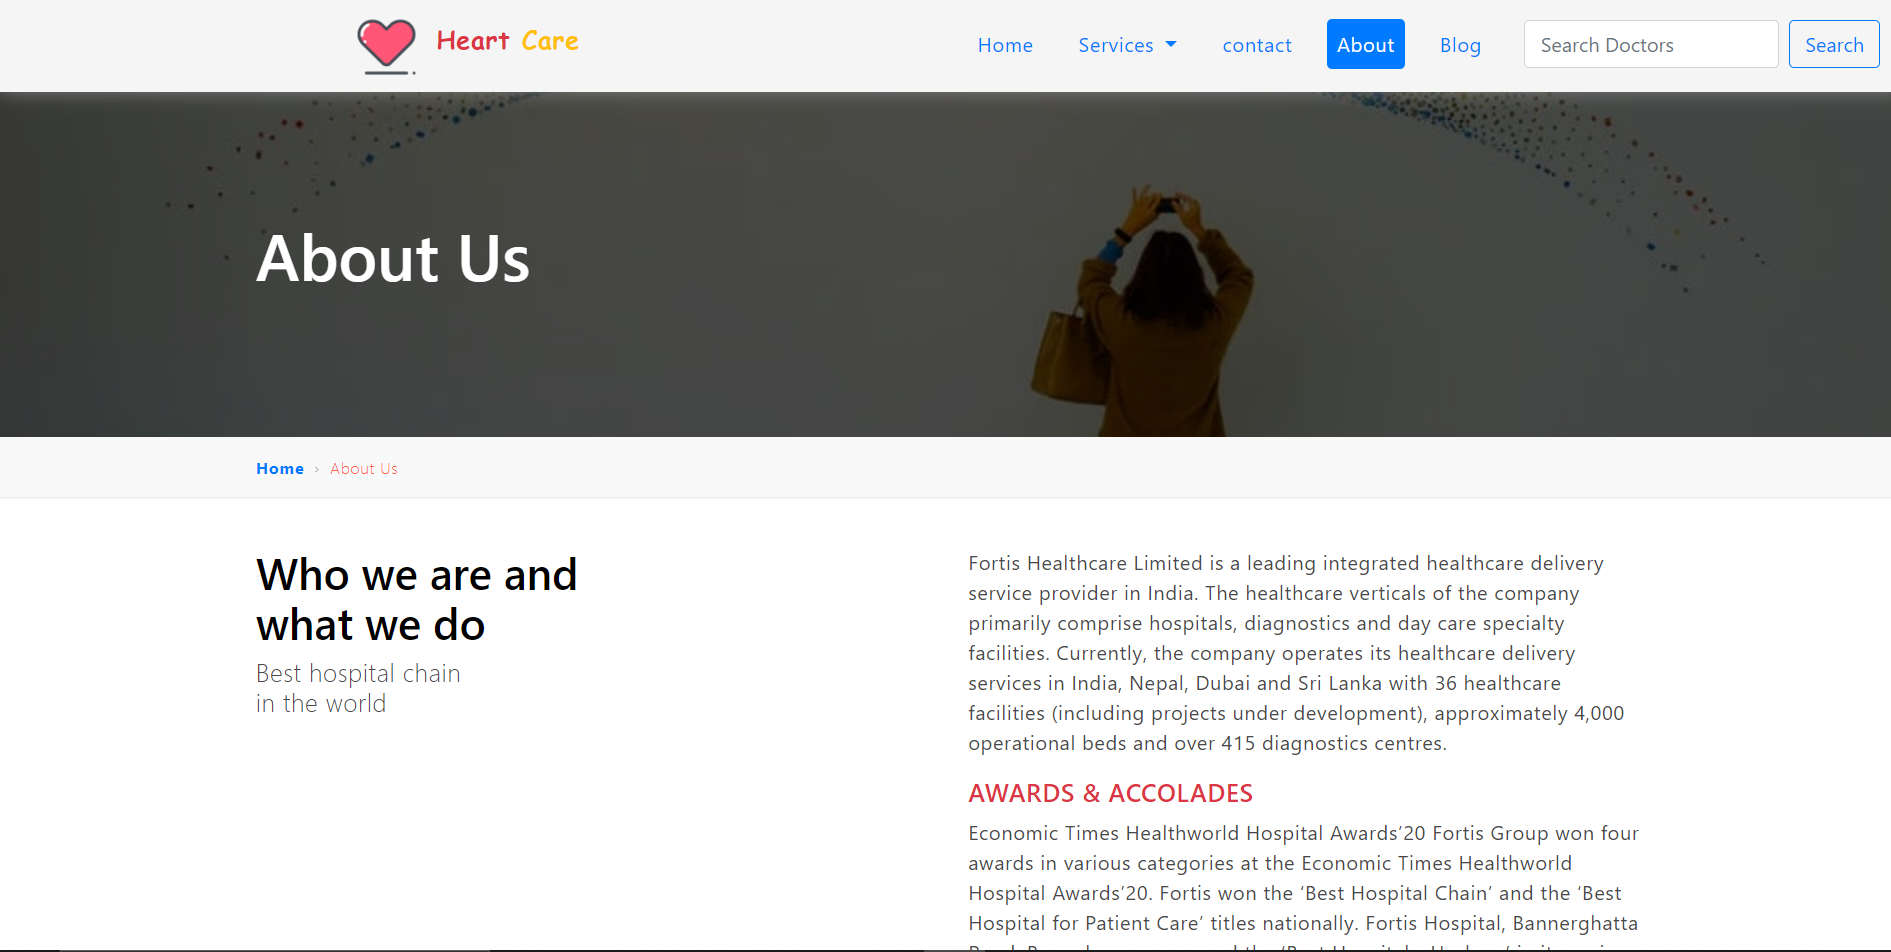 Heart Care
Home
Services
contact
About
Blog
Search Doctors
Search
About Us
Home › About Us
Who we are and
what we do
Best hospital chain
in the world
Fortis Healthcare Limited is a leading integrated healthcare delivery
service provider in India. The healthcare verticals of the company
primarily comprise hospitals, diagnostics and day care specialty
facilities. Currently, the company operates its healthcare delivery
services in India, Nepal, Dubai and Sri Lanka with 36 healthcare
facilities (including projects under development), approximately 4,000
operational beds and over 415 diagnostics centres.
AWARDS & ACCOLADES
Economic Times Healthworld Hospital Awards’20 Fortis Group won four
awards in various categories at the Economic Times Healthworld
Hospital Awards’20. Fortis won the ‘Best Hospital Chain’ and the ‘Best
Hospital for Patient Care’ titles nationally. Fortis Hospital, Bannerghatta